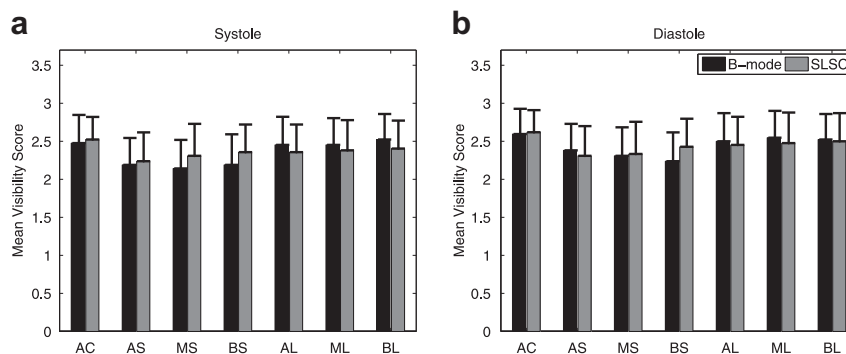 a
Systole
Mean Visibility Score
3.5
3
2.5
2
1.5
1
0.5
0
AC AS MS BS AL ML BL
b
Diastole
B-mode SLSC
Mean Visibility Score
3.5
3
2.5
2
1.5
1
0.5
0
AC AS MS BS AL ML BL